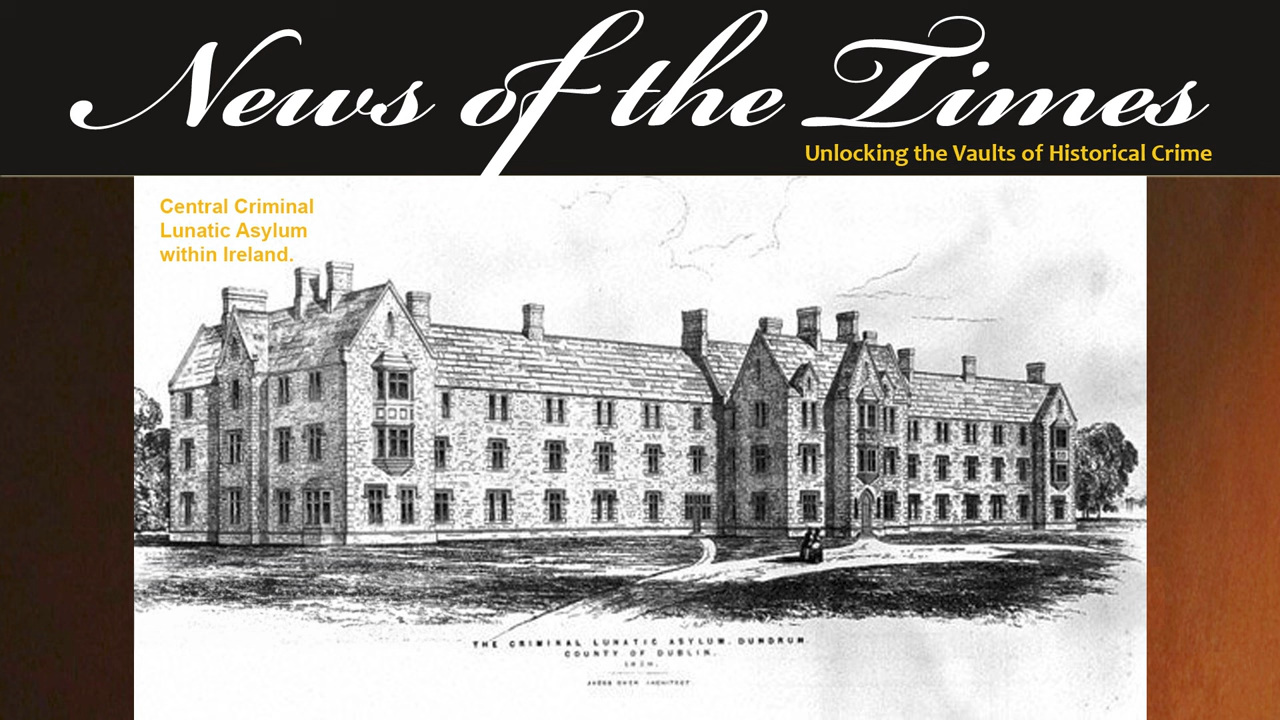 News of the Times
Unlocking the Vaults of Historical Crime
Central Criminal
Lunatic Asylum
within Ireland.
THE CRIMINAL LUNATIC ASYLUM. DUNDRUM.
COUNTY OF DUBLIN.
ARCHITECT.